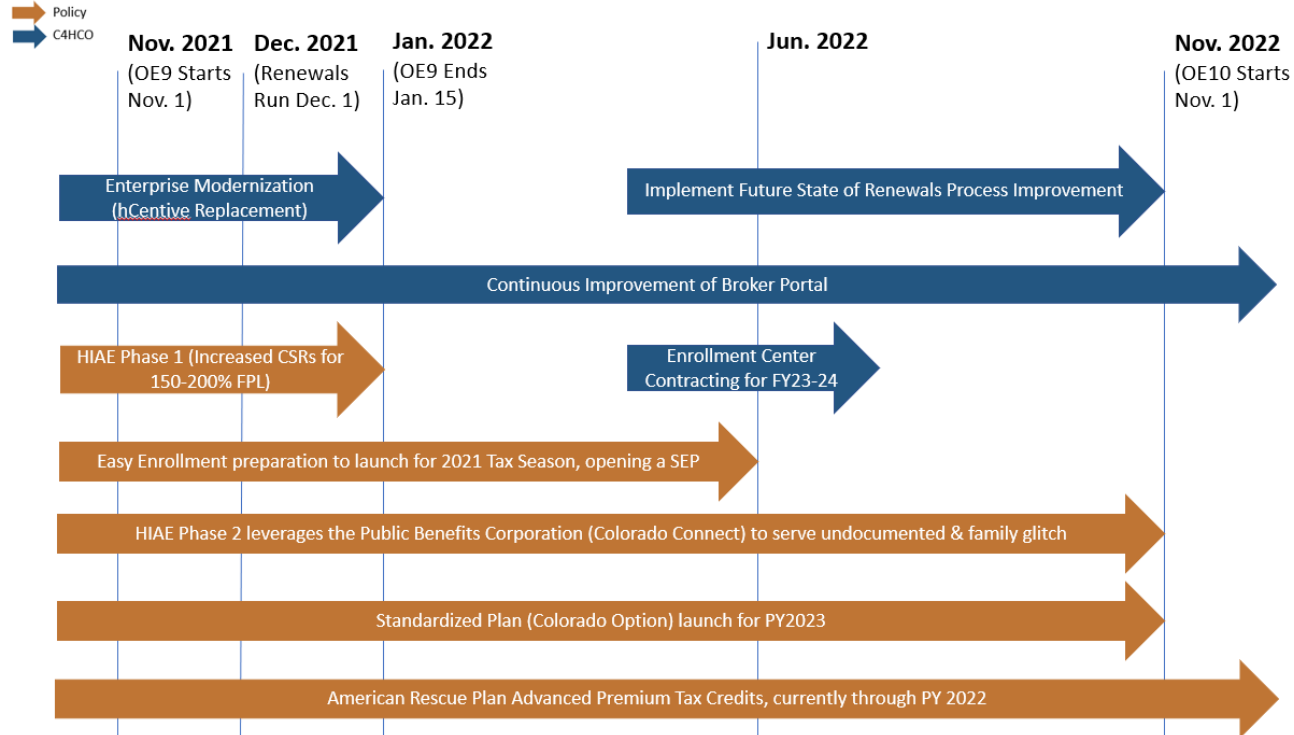 Policy
C4HCO
Nov. 2021
(OE9 Starts
Nov. 1)
Dec. 2021
(Renewals
Run Dec. 1)
Jan. 2022
(OE9 Ends
Jan. 15)
Jun. 2022
Nov. 2022
(OE10 Starts
Nov. 1)
Enterprise Modernization
(hCentive Replacement)
Implement Future State of Renewals Process Improvement
Continuous Improvement of Broker Portal
HIAE Phase 1 (Increased CSRs for
150-200% FPL)
Enrollment Center
Contracting for FY23-24
Easy Enrollment preparation to launch for 2021 Tax Season, opening a SEP
HIAE Phase 2 leverages the Public Benefits Corporation (Colorado Connect) to serve undocumented & family glitch
Standardized Plan (Colorado Option) launch for PY2023
American Rescue Plan Advanced Premium Tax Credits, currently through PY 2022